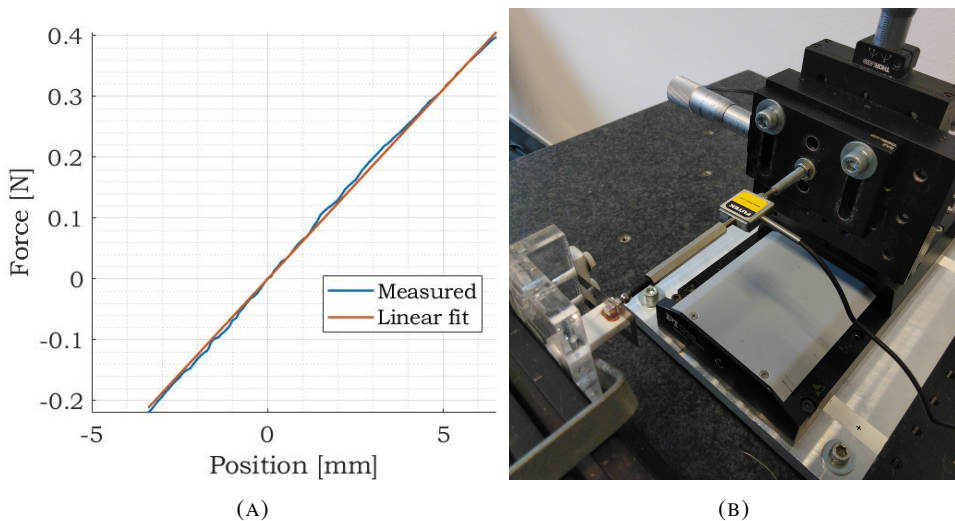 0.4
0.3
0.2
0.1
0
-0.1
-0.2
Force [N]
Measured
Linear fit
-5
0
5
Position [mm]
(A)
THORLABS
FUTEK
(B)